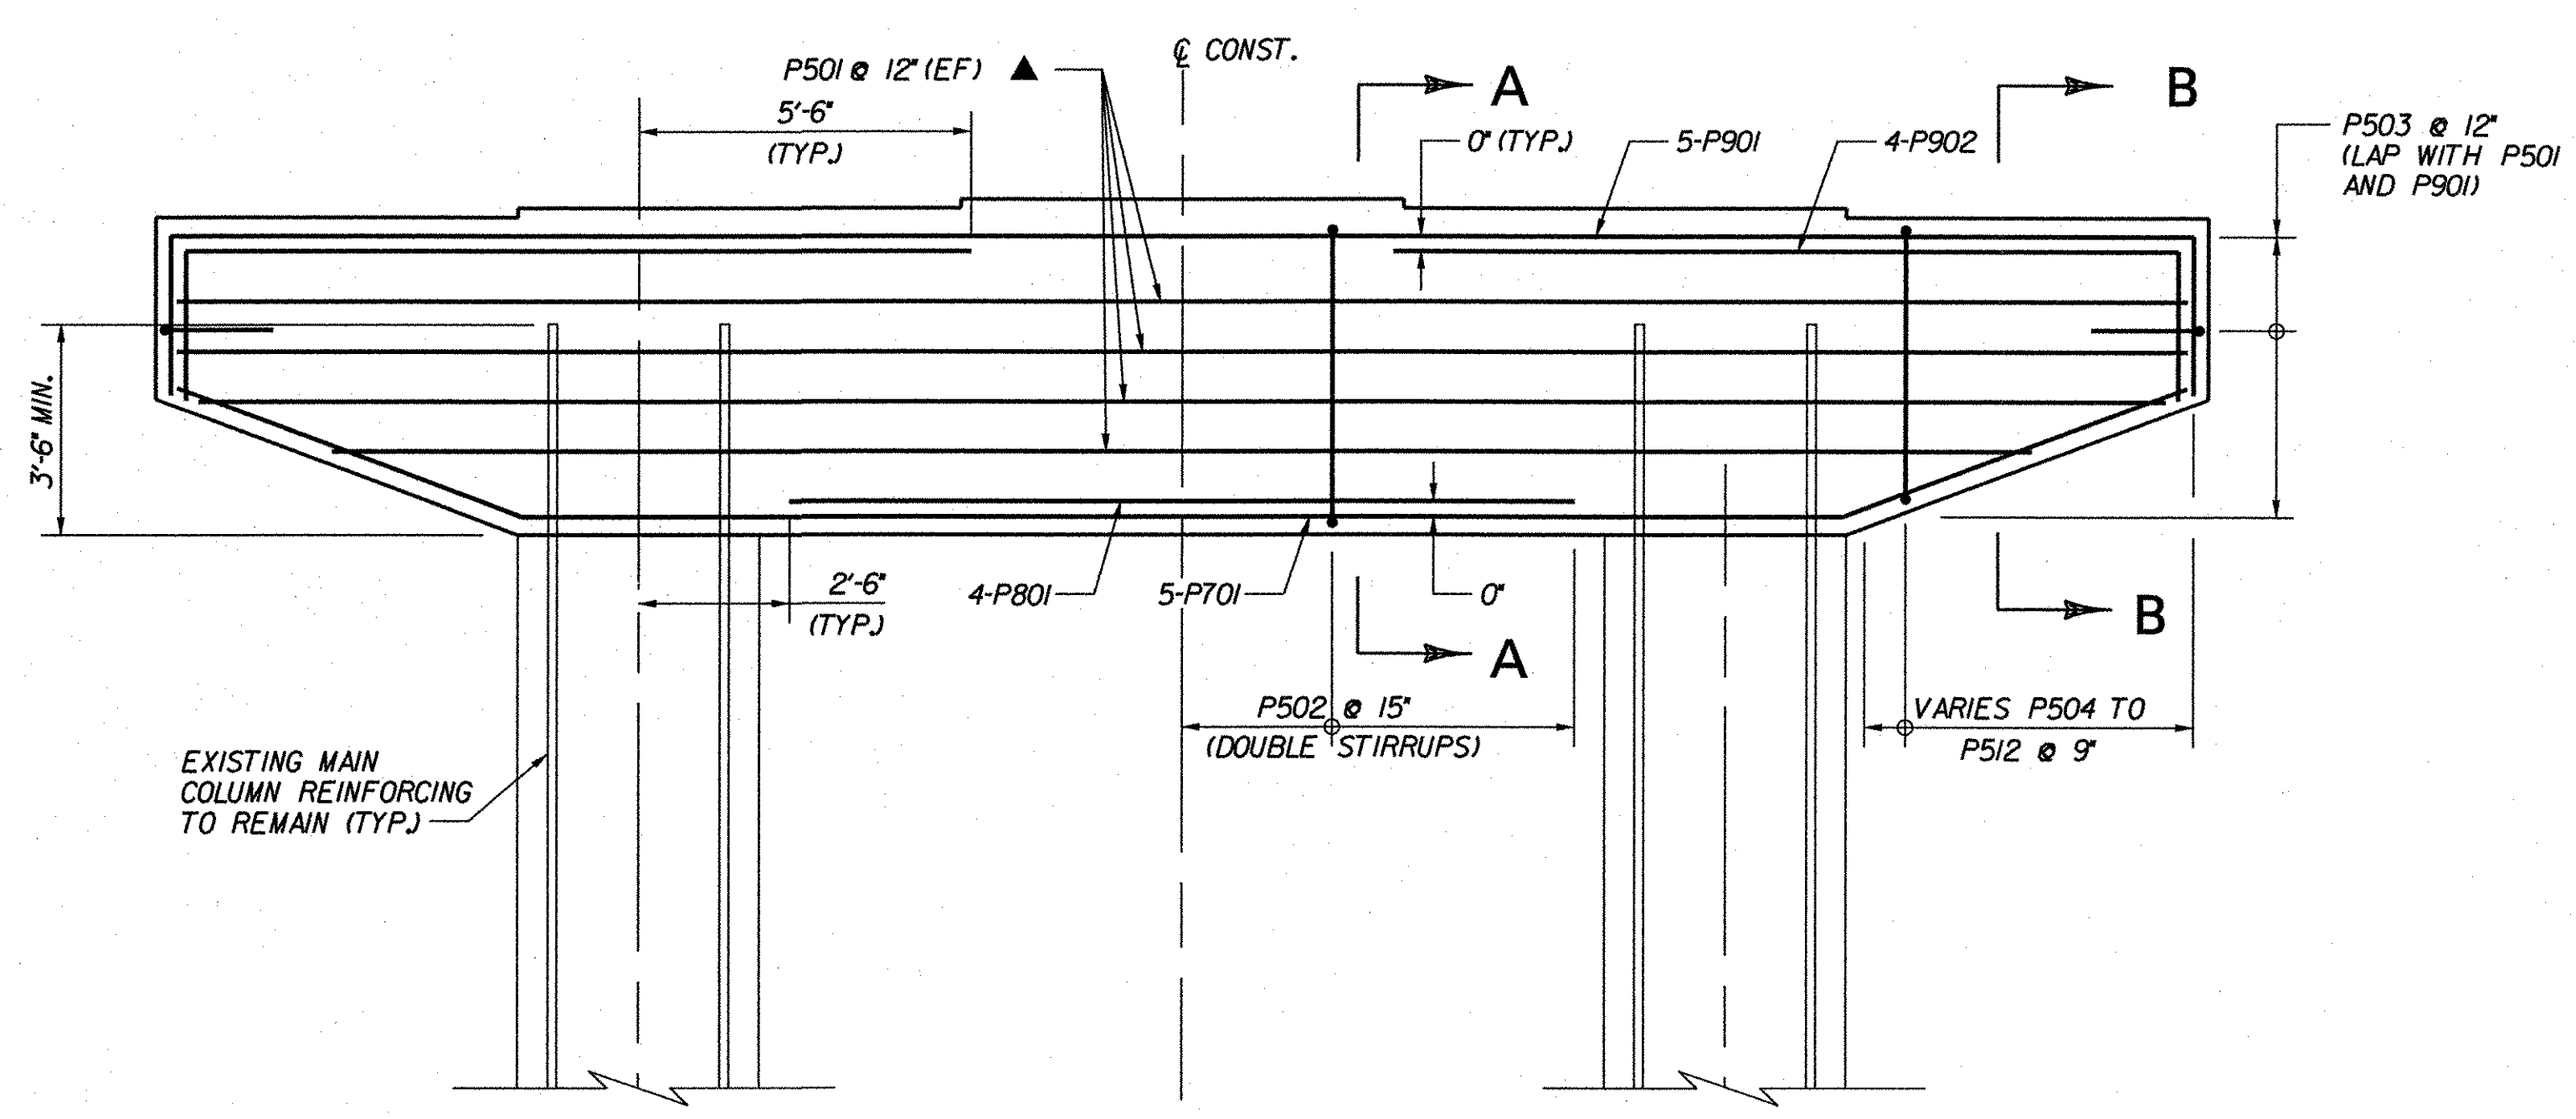 ℄ CONST.
P501 @ 12" (EF) ▲
5'-6"
(TYP.)
A
B
0" (TYP.)
5-P901
4-P902
P503 @ 12"
(LAP WITH P501
AND P901)
3'-6" MIN.
2'-6"
(TYP.)
4-P801
5-P701
0"
A
B
P502 @ 15"
(DOUBLE STIRRUPS)
VARIES P504 TO
P512 @ 9"
EXISTING MAIN
COLUMN REINFORCING
TO REMAIN (TYP.)